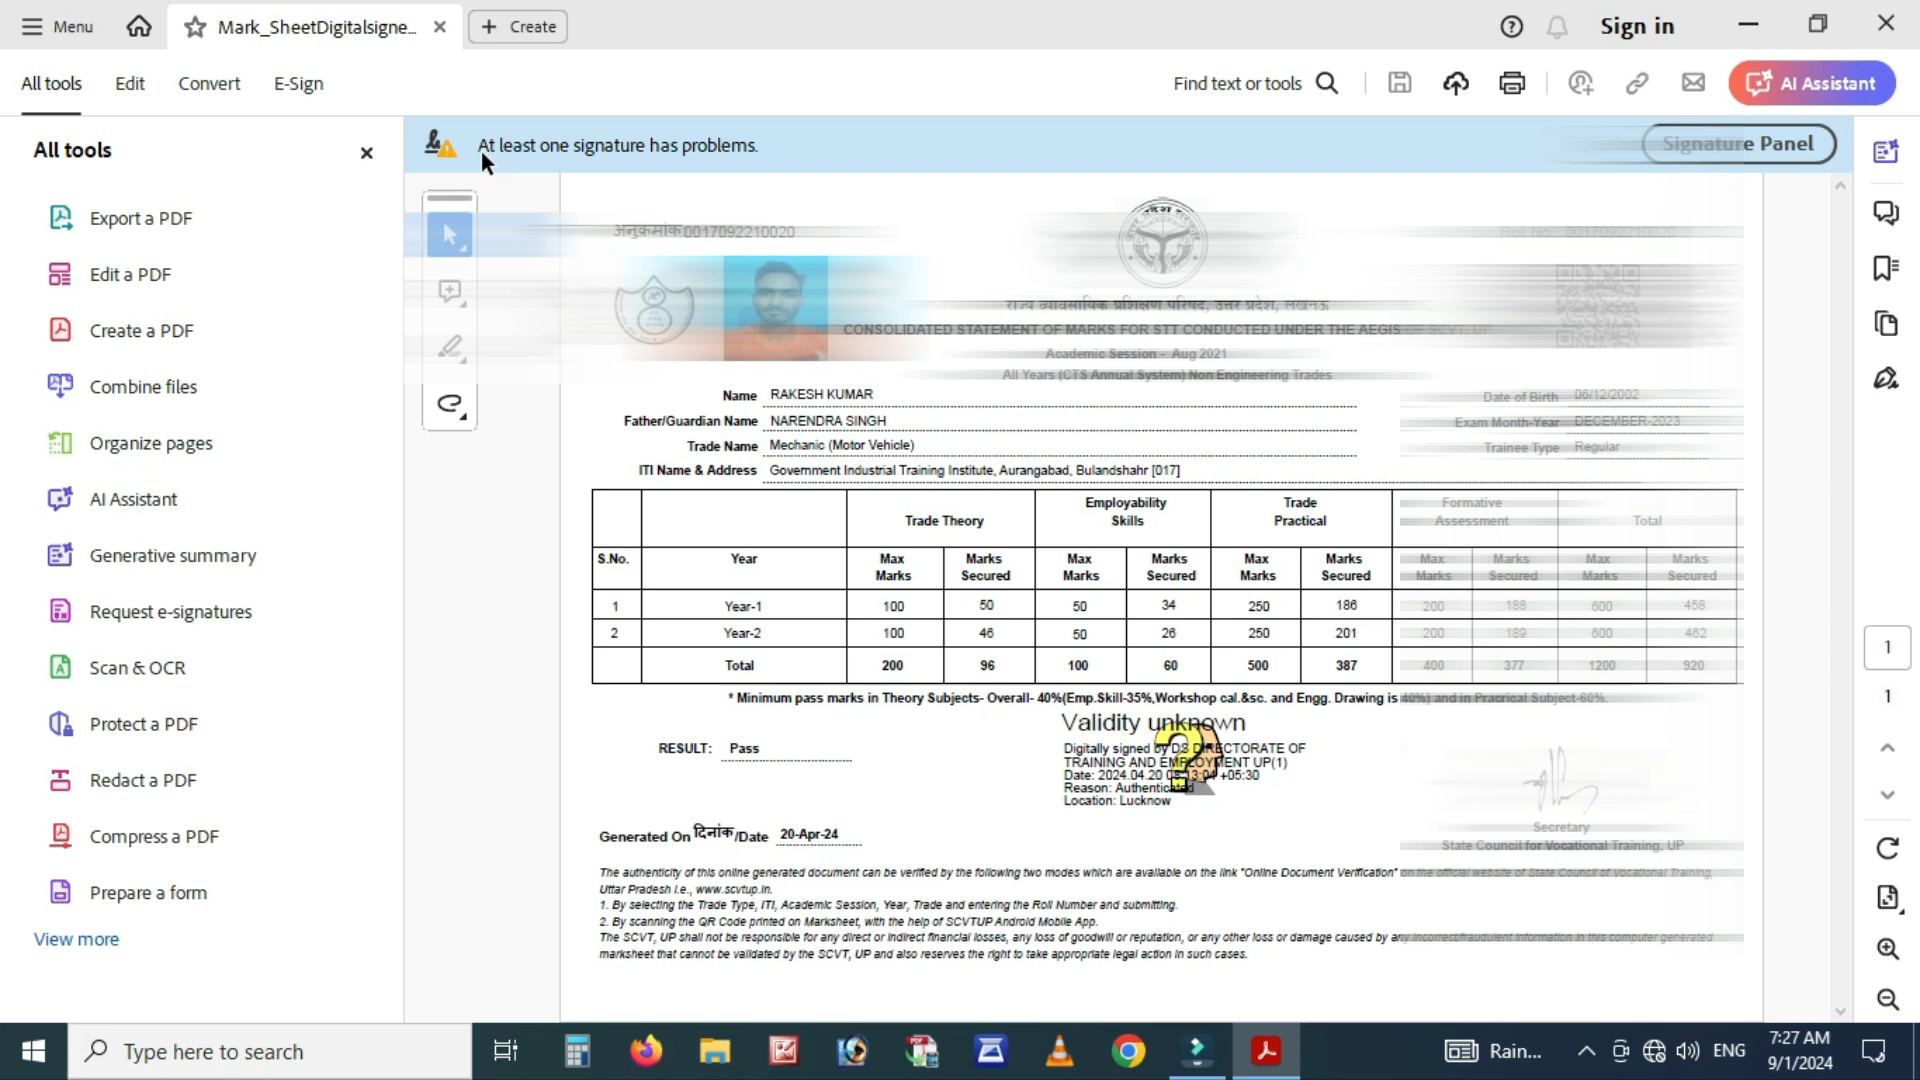 Menu
Mark_SheetDigitalsigne...
Create
Sign in
All tools
Edit
Convert
E-Sign
Find text or tools
AI Assistant
All tools
At least one signature has problems.
Signature Panel
Export a PDF
Edit a PDF
Create a PDF
Combine files
Organize pages
AI Assistant
Generative summary
Request e-signatures
Scan & OCR
Protect a PDF
Redact a PDF
Compress a PDF
Prepare a form
View more
अनुक्रमांक:0017092210020
Roll No.: 0017092210020
राज्य व्यावसायिक प्रशिक्षण परिषद, उत्तर प्रदेश, लखनऊ
CONSOLIDATED STATEMENT OF MARKS FOR STT CONDUCTED UNDER THE AEGIS OF SCVT, UP
Academic Session - Aug 2021
All Years (CTS Annual System) Non Engineering Trades
Name RAKESH KUMAR Date of Birth 06/12/2002
Father/Guardian Name NARENDRA SINGH Exam Month-Year DECEMBER-2023
Trade Name Mechanic (Motor Vehicle) Trainee Type Regular
ITI Name & Address Government Industrial Training Institute, Aurangabad, Bulandshahr [017]
Trade Theory Employability Skills Trade Practical Formative Assessment Total
S.No. Year Max Marks Marks Secured Max Marks Marks Secured Max Marks Marks Secured Max Marks Marks Secured Max Marks Marks Secured
1 Year-1 100 50 50 34 250 186 200 188 600 458
2 Year-2 100 46 50 26 250 201 200 189 600 462
Total 200 96 100 60 500 387 400 377 1200 920
* Minimum pass marks in Theory Subjects- Overall- 40%(Emp.Skill-35%,Workshop cal.&sc. and Engg. Drawing is 40%) and in Pracrical Subject-60%.
Validity unknown
RESULT: Pass
Digitally signed by DS DIRECTORATE OF
TRAINING AND EMPLOYMENT UP(1)
Date: 2024.04.20 08:13:04 +05:30
Reason: Authenticated
Location: Lucknow
Secretary
State Council for Vocational Training, UP
Generated On दिनांक/Date 20-Apr-24
The authenticity of this online generated document can be verified by the following two modes which are available on the link "Online Document Verification" on the official website of State Council of Vocational Training,
Uttar Pradesh i.e., www.scvtup.in.
1. By selecting the Trade Type, ITI, Academic Session, Year, Trade and entering the Roll Number and submitting.
2. By scanning the QR Code printed on Marksheet, with the help of SCVTUP Android Mobile App.
The SCVT, UP shall not be responsible for any direct or indirect financial losses, any loss of goodwill or reputation, or any other loss or damage caused by any incorrect/fraudulent information in this computer generated
marksheet that cannot be validated by the SCVT, UP and also reserves the right to take appropriate legal action in such cases.
1
1
Type here to search
Rain...
ENG
7:27 AM
9/1/2024